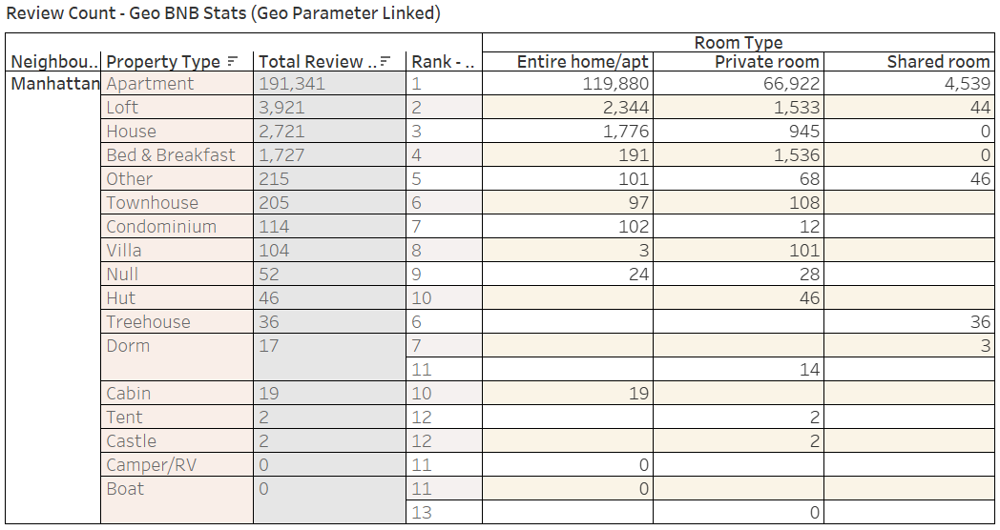 Review Count - Geo BNB Stats (Geo Parameter Linked)
Room Type
Neighbou.. Property Type Total Review .. Rank - .. Entire home/apt Private room Shared room
Manhattan Apartment 191,341 1 119,880 66,922 4,539
Loft 3,921 2 2,344 1,533 44
House 2,721 3 1,776 945 0
Bed & Breakfast 1,727 4 191 1,536 0
Other 215 5 101 68 46
Townhouse 205 6 97 108
Condominium 114 7 102 12
Villa 104 8 3 101
Null 52 9 24 28
Hut 46 10 46
Treehouse 36 6 36
Dorm 17 7 3
11 14
Cabin 19 10 19
Tent 2 12 2
Castle 2 12 2
Camper/RV 0 11 0
Boat 0 11 0
13 0